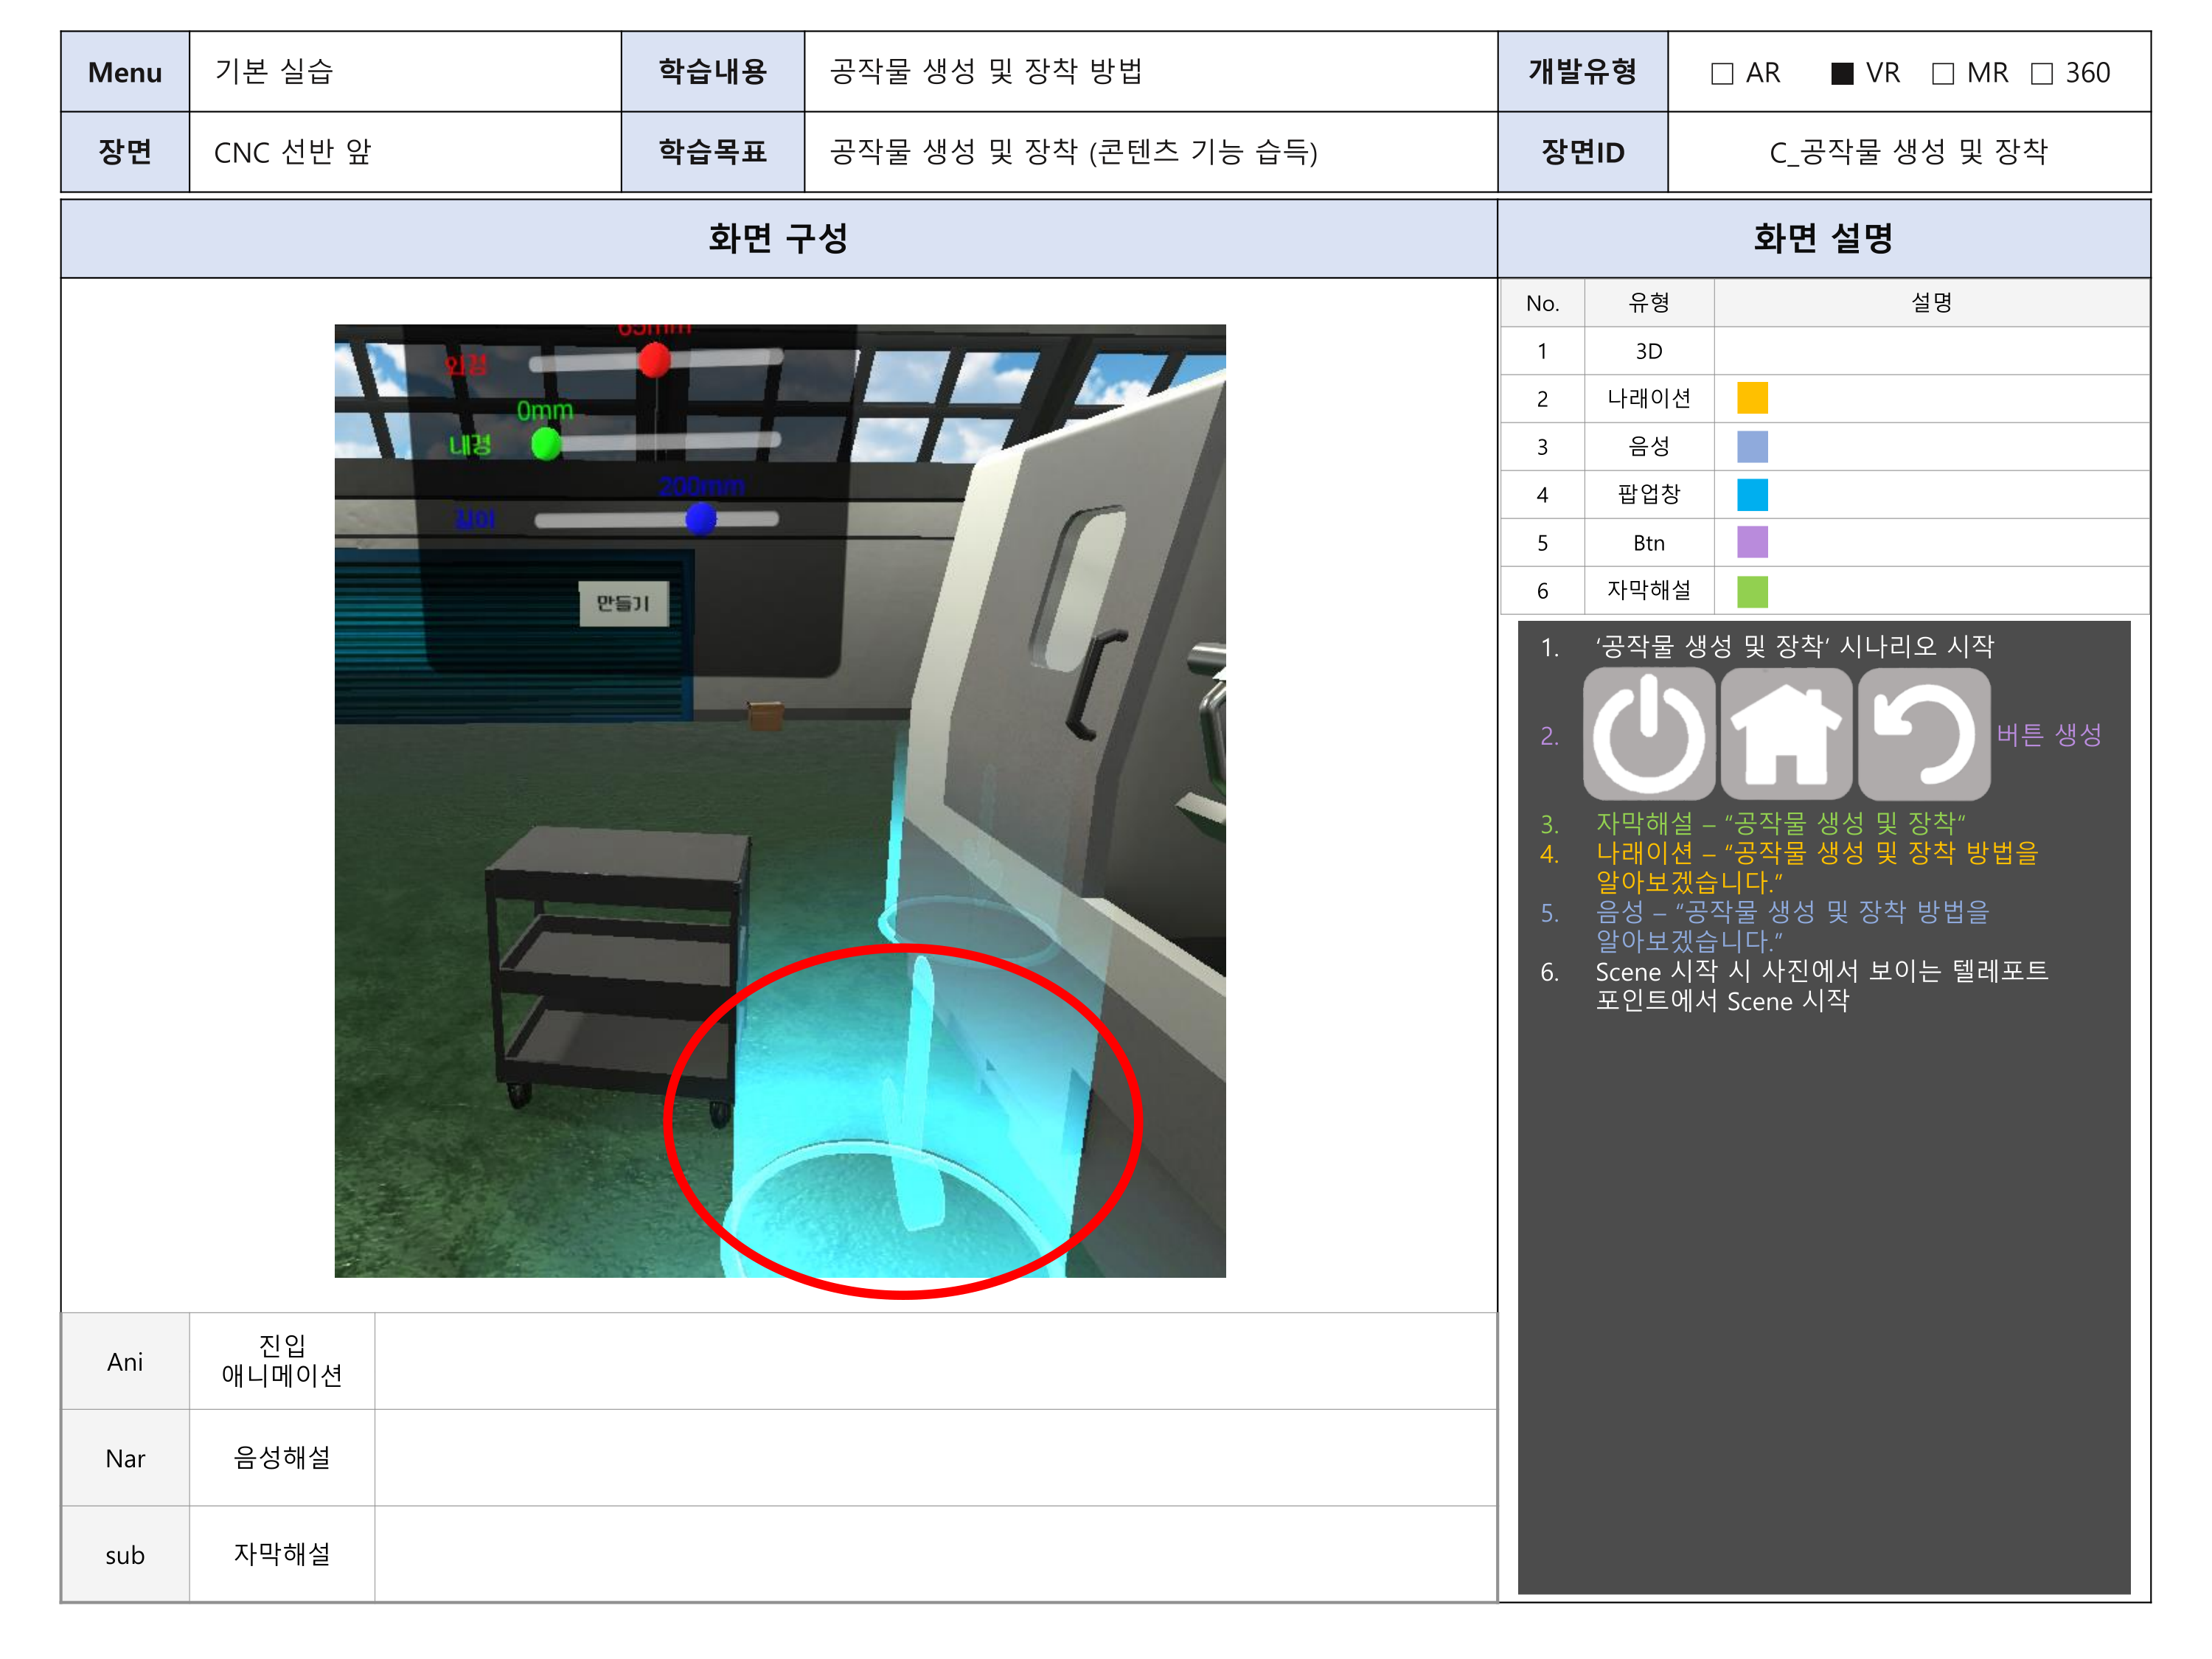 Menu 기본 실습 학습내용 공작물 생성 및 장착 방법 개발유형 □ AR ■ VR □ MR □ 360
장면 CNC 선반 앞 학습목표 공작물 생성 및 장착 (콘텐츠 기능 습득) 장면ID C_공작물 생성 및 장착
화면 구성
65mm
외경
0mm
내경
200mm
길이
만들기
Ani 진입 애니메이션
Nar 음성해설
sub 자막해설
화면 설명
No. 유형 설명
1 3D
2 나래이션
3 음성
4 팝업창
5 Btn
6 자막해설
1. ‘공작물 생성 및 장착’ 시나리오 시작
2. 버튼 생성
3. 자막해설 – “공작물 생성 및 장착“
4. 나래이션 – “공작물 생성 및 장착 방법을
알아보겠습니다.”
5. 음성 – “공작물 생성 및 장착 방법을
알아보겠습니다.”
6. Scene 시작 시 사진에서 보이는 텔레포트
포인트에서 Scene 시작